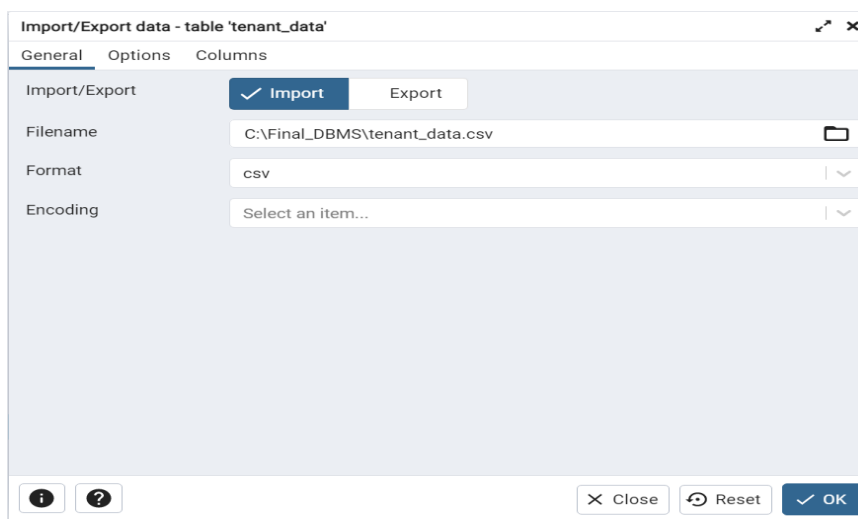 Import/Export data - table 'tenant_data'
General Options Columns
Import/Export Import Export
Filename C:\Final_DBMS\tenant_data.csv
Format csv
Encoding Select an item...
Close Reset OK